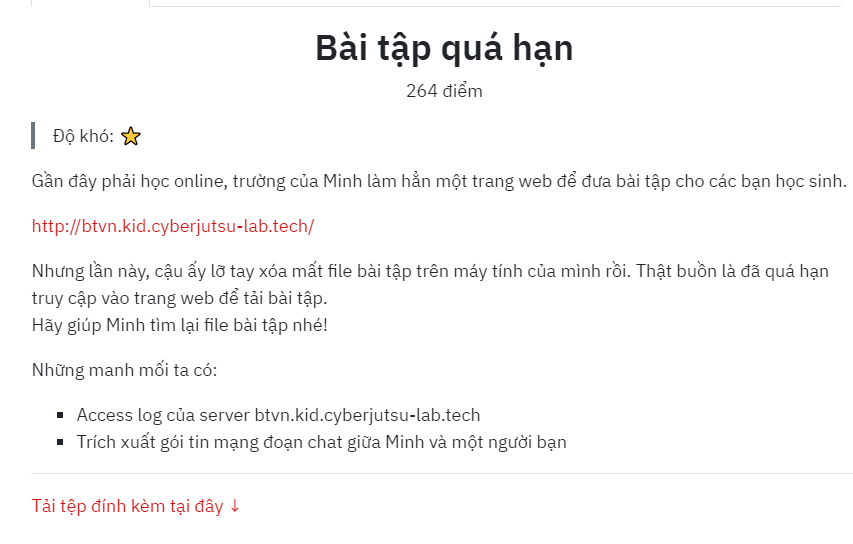 Bài tập quá hạn
264 điểm
Độ khó: ⭐
Gần đây phải học online, trường của Minh làm hẳn một trang web để đưa bài tập cho các bạn học sinh.
http://btvn.kid.cyberjutsu-lab.tech/
Nhưng lần này, cậu ấy lỡ tay xóa mất file bài tập trên máy tính của mình rồi. Thật buồn là đã quá hạn
truy cập vào trang web để tải bài tập.
Hãy giúp Minh tìm lại file bài tập nhé!
Những manh mối ta có:
▪ Access log của server btvn.kid.cyberjutsu-lab.tech
▪ Trích xuất gói tin mạng đoạn chat giữa Minh và một người bạn
Tải tệp đính kèm tại đây ↓